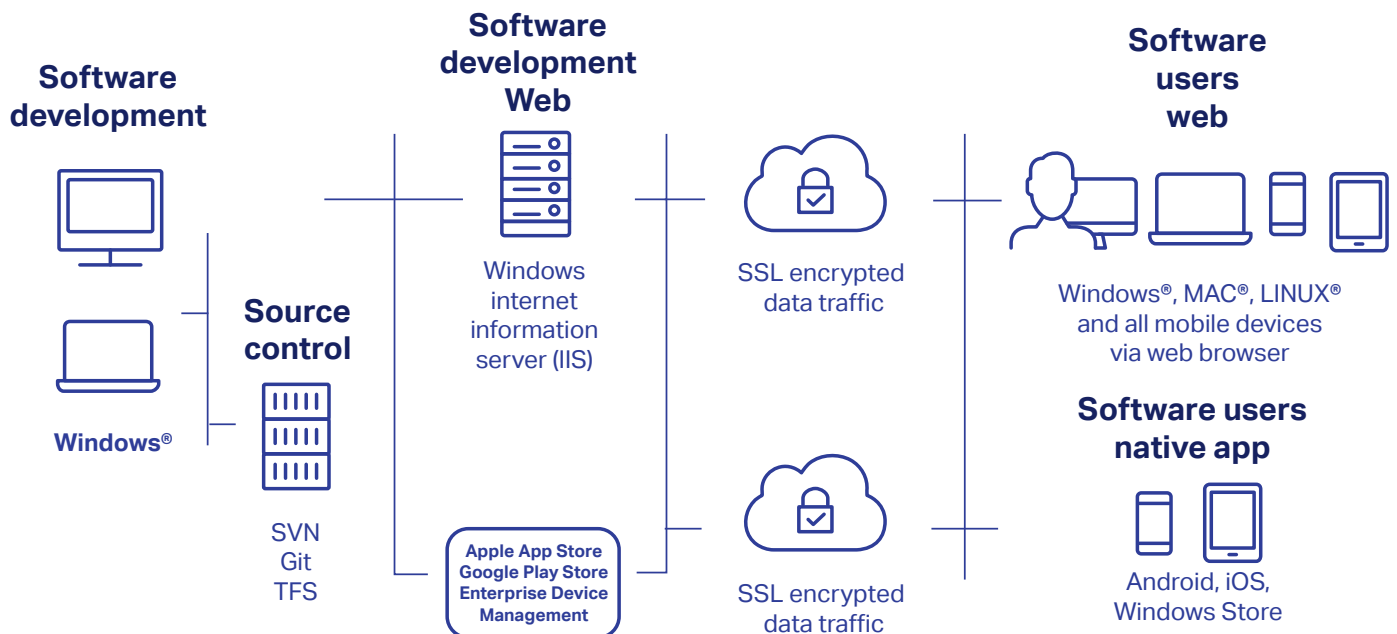 Software
development
Windows®
Source
control
SVN
Git
TFS
Software
development
Web
Windows
internet
information
server (IIS)
Apple App Store
Google Play Store
Enterprise Device
Management
SSL encrypted
data traffic
SSL encrypted
data traffic
Software
users
web
Windows®, MAC®, LINUX®
and all mobile devices
via web browser
Software users
native app
Android, iOS,
Windows Store